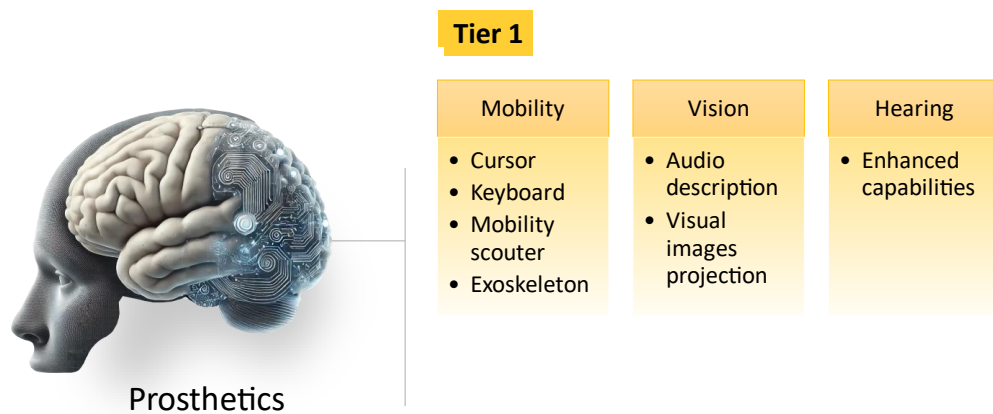 Tier 1
Mobility
• Cursor
• Keyboard
• Mobility
scouter
• Exoskeleton
Vision
• Audio
description
• Visual
images
projection
Hearing
• Enhanced
capabilities
Prosthetics